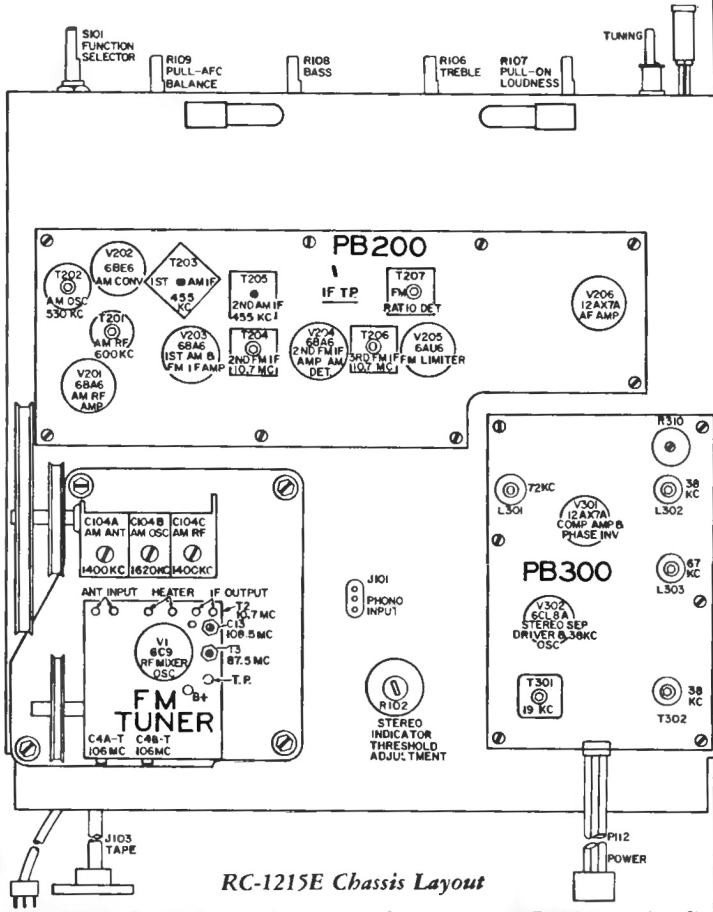 S101
FUNCTION
SELECTOR
R109
PULL-AFC
BALANCE
R108
BASS
R106
TREBLE
R107
PULL-ON
LOUDNESS
TUNING
PB200
T202
AM OSC
530 KC
V202
6BE6
AM CONV
T203
1ST AM IF
455
KC
T205
2ND AM IF
455 KC
IF T.P.
T207
FM
RATIO DET
V206
12AX7A
AF AMP
T201
AM RF
600 KC
V203
6BA6
1ST AM &
FM IF AMP
T204
2ND FM IF
10.7 MC
V204
6BA6
2ND FM IF
AMP AM
DET.
T206
3RD FM IF
10.7 MC
V205
6AU6
FM LIMITER
V201
6BA6
AM RF
AMP
R310
72KC
L301
38
KC
L302
V301
12AX7A
COMP AMP &
PHASE INV
PB300
67
KC
L303
V302
6CL8A
STEREO SEP
DRIVER & 38KC
OSC
T301
19 KC
38
KC
T302
C104A
AM ANT
1400KC
C104B
AM OSC
1620KC
C104C
AM RF
1400KC
ANT INPUT
HEATER
IF OUTPUT
T2
10.7 MC
C13
108.5 MC
T3
87.5 MC
T.P.
V1
6C9
RF MIXER
OSC
B+
FM
TUNER
C4A-T
106 MC
C4B-T
106MC
J101
PHONO
INPUT
R102
STEREO
INDICATOR
THRESHOLD
ADJUTMENT
J103
TAPE
P112
POWER
RC-1215E Chassis Layout